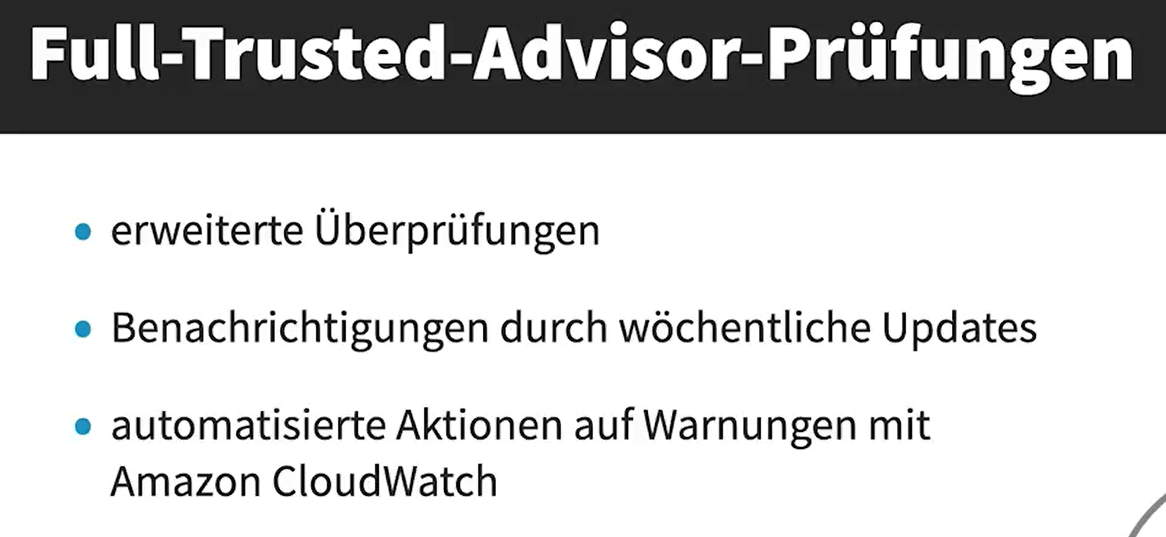 Full-Trusted-Advisor-Prüfungen
• erweiterte Überprüfungen
• Benachrichtigungen durch wöchentliche Updates
• automatisierte Aktionen auf Warnungen mit
Amazon CloudWatch